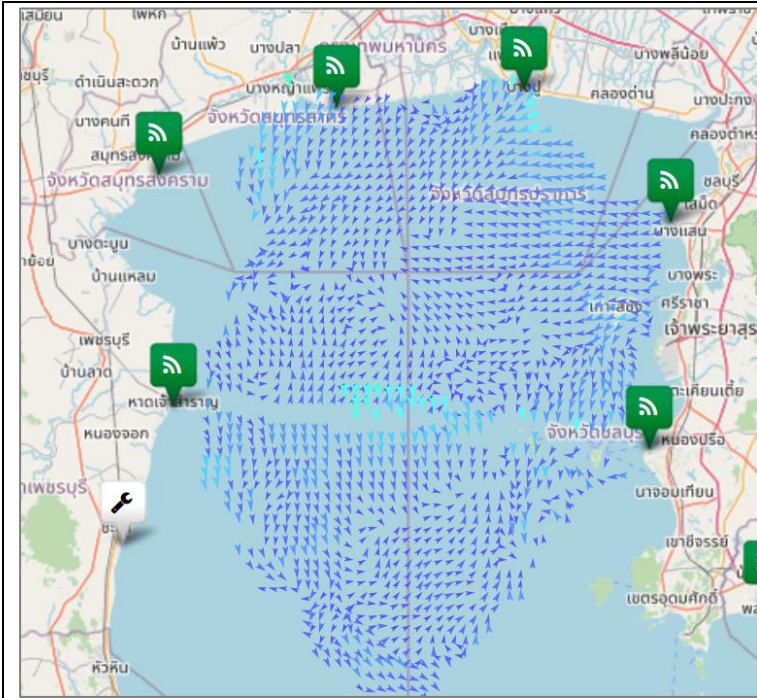 เสมียน
ไผ่หก
บ้านแพ้ว
บางปลา
กรุงเทพมหานคร
บางพลีน้อย
ดำเนินสะดวก
บางหญ้าแพรก
บางปู
คลองด่าน
บางปะกง
บางคนที
จังหวัดสมุทรสาคร
คลองตำหรุ
สมุทรสงคราม
จังหวัดสมุทรสงคราม
จังหวัดสมุทรปราการ
ชลบุรี
เสม็ด
บางแสน
บางตะบูน
บ้านแหลม
บางพระ
เกาะสีชัง
ศรีราชา
เจ้าพระยาสุร
เพชรบุรี
บ้านลาด
หาดเจ้าสำราญ
ตะเคียนเตี้ย
หนองจอก
จังหวัดชลบุรี
หนองปรือ
นาจอมเทียน
เขาชีจรรย์
เขตรอุดมศักดิ์
หัวหิน